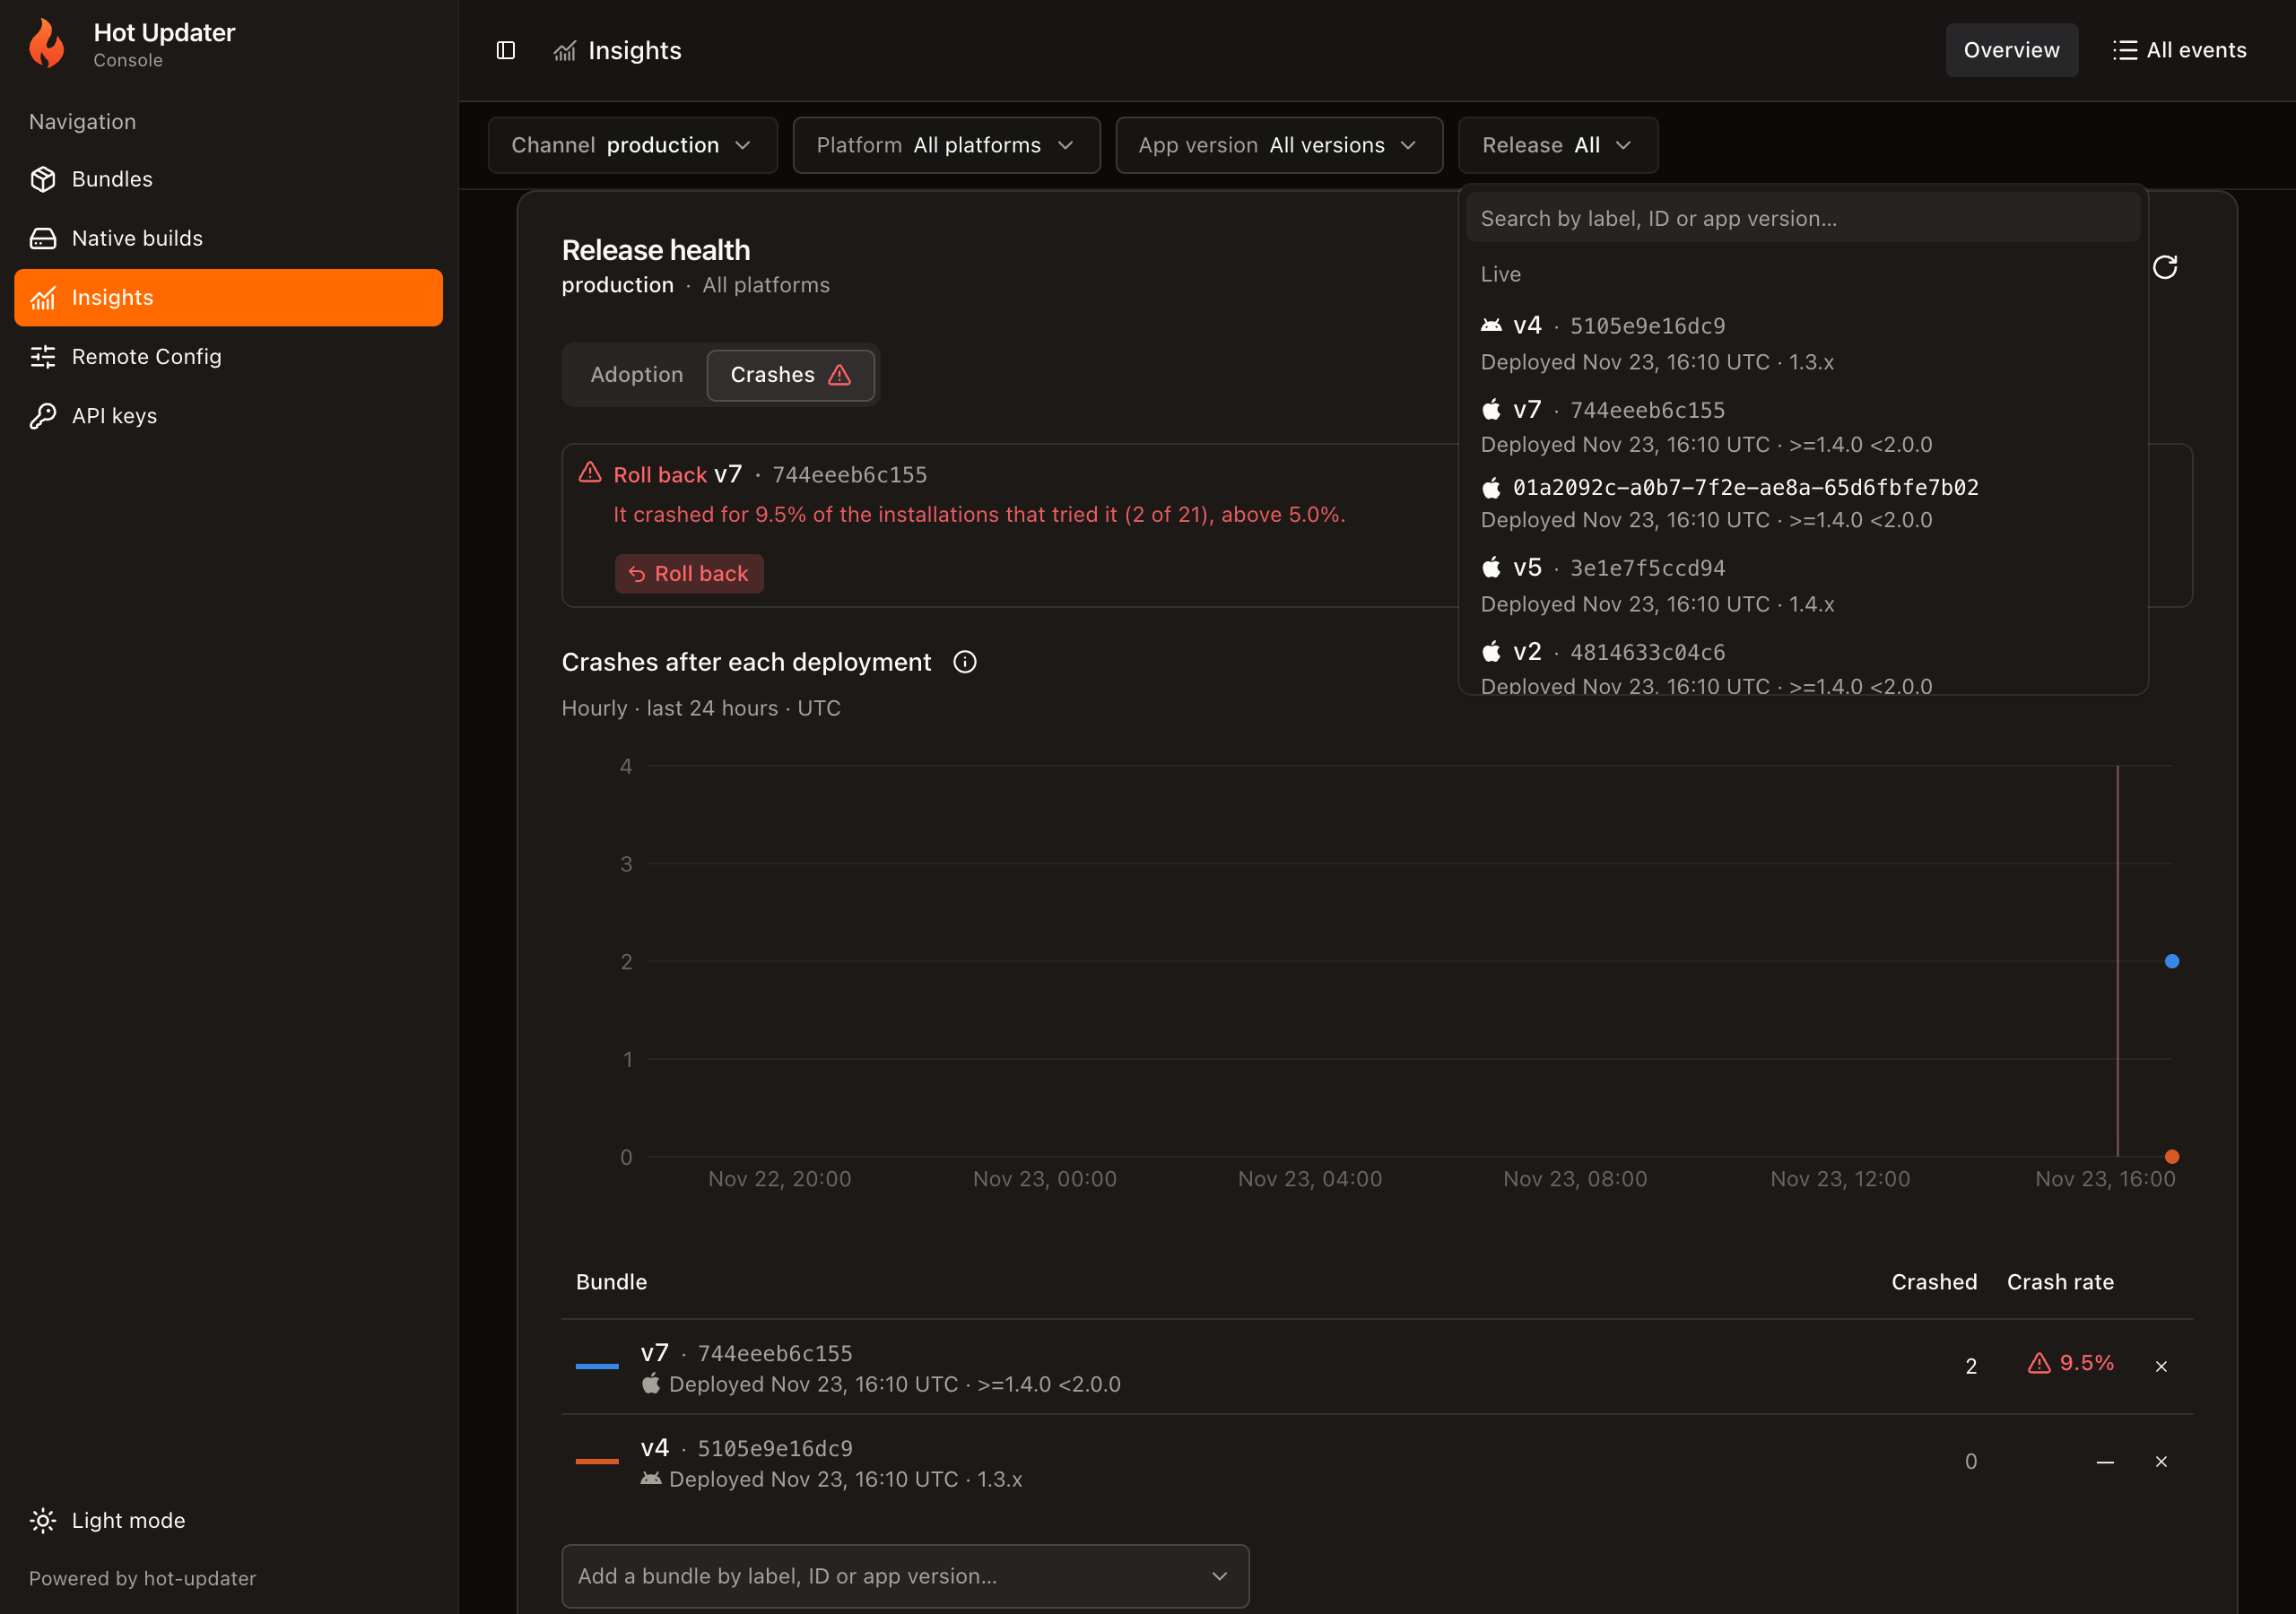 Hot Updater
Console
Navigation
Bundles
Native builds
Insights
Remote Config
API keys
Light mode
Powered by hot-updater
Insights
Overview
All events
Channel production
Platform All platforms
App version All versions
Release All
Search by label, ID or app version...
Live
v4 · 5105e9e16dc9
Deployed Nov 23, 16:10 UTC · 1.3.x
v7 · 744eeeb6c155
Deployed Nov 23, 16:10 UTC · >=1.4.0 <2.0.0
01a2092c-a0b7-7f2e-ae8a-65d6fbfe7b02
Deployed Nov 23, 16:10 UTC · >=1.4.0 <2.0.0
v5 · 3e1e7f5ccd94
Deployed Nov 23, 16:10 UTC · 1.4.x
v2 · 4814633c04c6
Deployed Nov 23, 16:10 UTC · >=1.4.0 <2.0.0
Release health
production · All platforms
Adoption
Crashes
Roll back v7 · 744eeeb6c155
It crashed for 9.5% of the installations that tried it (2 of 21), above 5.0%.
Roll back
Crashes after each deployment
Hourly · last 24 hours · UTC
4
3
2
1
0
Nov 22, 20:00
Nov 23, 00:00
Nov 23, 04:00
Nov 23, 08:00
Nov 23, 12:00
Nov 23, 16:00
Bundle
Crashed
Crash rate
v7 · 744eeeb6c155
Deployed Nov 23, 16:10 UTC · >=1.4.0 <2.0.0
2
9.5%
v4 · 5105e9e16dc9
Deployed Nov 23, 16:10 UTC · 1.3.x
0
—
Add a bundle by label, ID or app version...